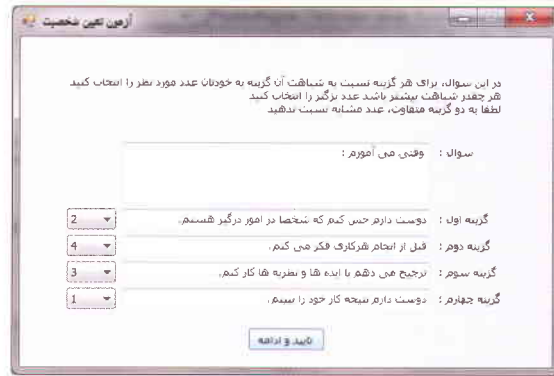 آزمون تعیین شخصیت
در این سوال، برای هر گزینه نسبت به شباهت آن گزینه به خودتان عدد مورد نظر را انتخاب کنید
هر چقدر شباهت بیشتر باشد عدد بزگیر را انتخاب کنید
لطفا به دو گزینه متفاوت، عدد مشابه نسبت ندهید
سوال : وقتی می آموزم :
گزینه اول : دوست دارم حس کنم که شخصا در امور درگیر هستم. 2
گزینه دوم : قبل از انجام هرکاری فکر می کنم. 4
گزینه سوم : ترجیح می دهم با ایده ها و نظریه ها کار کنم. 3
گزینه چهارم : دوست دارم نتیجه کار خود را ببینم. 1
تایید و ادامه